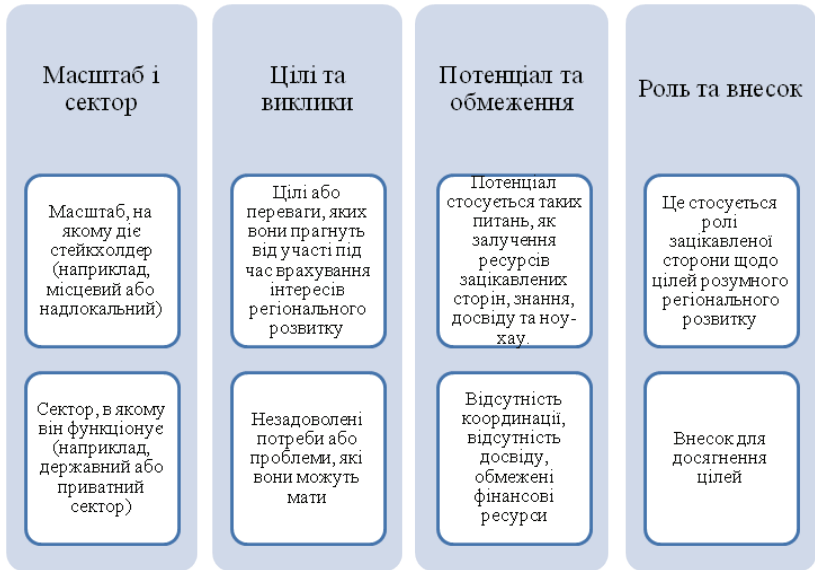 Масштаб і
сектор
Масштаб, на
якому діє
стейкхолдер
(наприклад,
місцевий або
надлокальний)
Сектор, в якому
він функціонує
(наприклад,
державний або
приватний
сектор)
Цілі та
виклики
Цілі або
переваги, яких
вони прагнуть
від участі під
час врахування
інтересів
регіонального
розвитку
Незадоволені
потреби або
проблеми, які
вони можуть
мати
Потенціал та
обмеження
Потенціал
стосується таких
питань, як
залучення
ресурсів
зацікавлених
сторін, знання,
досвіду та ноу-
хау.
Відсутність
координації,
відсутність
досвіду,
обмежені
фінансові
ресурси
Роль та внесок
Це стосується
ролі
зацікавленої
сторони щодо
цілей розумного
регіонального
розвитку
Внесок для
досягнення
цілей